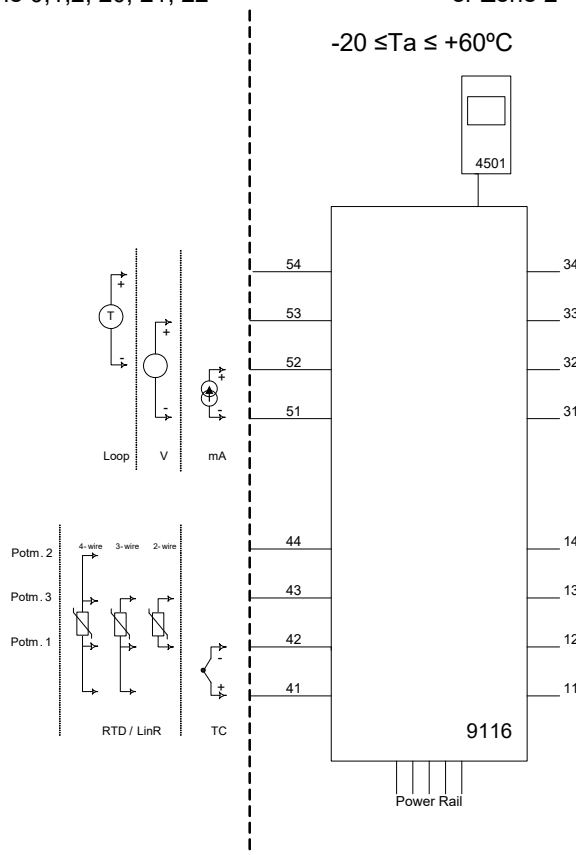 -20 ≤Ta ≤ +60ºC
4501
54
34
+
53
33
T
+
52
32
-
+
51
31
-
-
Loop
V
mA
44
14
Potm. 2
4-wire
3-wire
2-wire
43
13
Potm. 3
42
12
Potm. 1
-
41
11
+
9116
RTD / LinR
TC
Power Rail